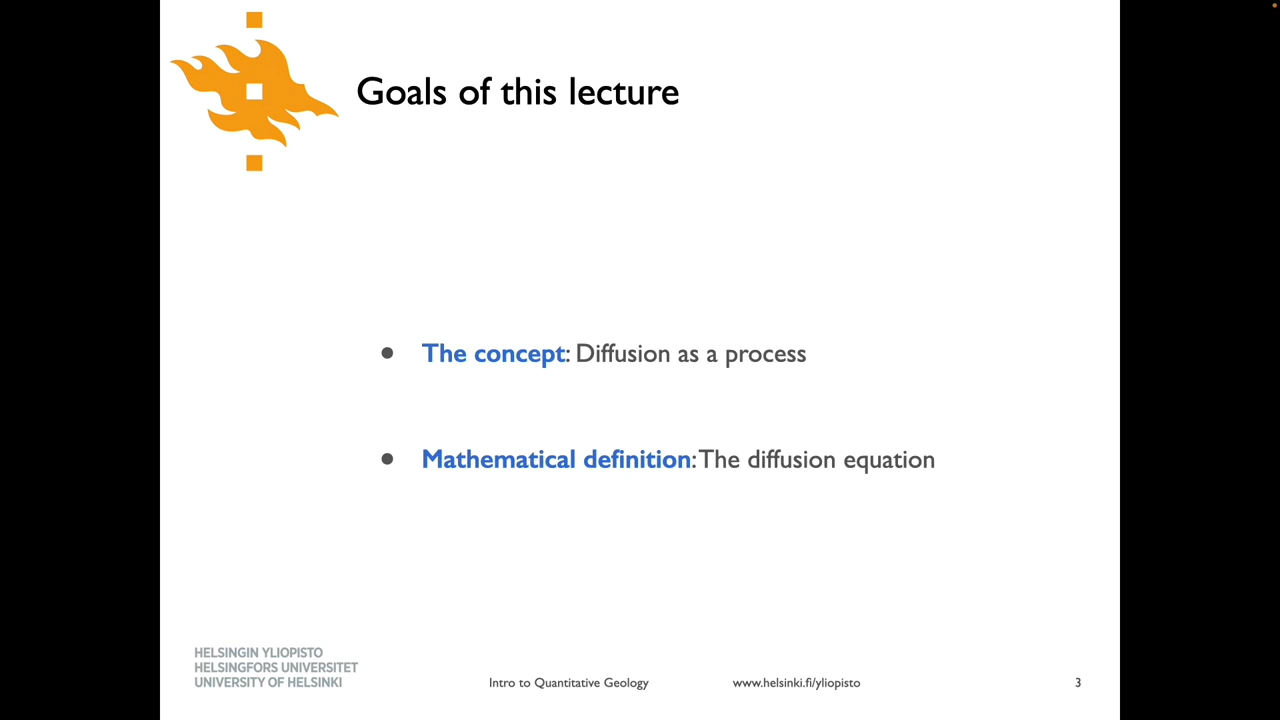 Goals of this lecture
● The concept: Diffusion as a process
● Mathematical definition: The diffusion equation
HELSINGIN YLIOPISTO
HELSINGFORS UNIVERSITET
UNIVERSITY OF HELSINKI
Intro to Quantitative Geology
www.helsinki.fi/yliopisto
3